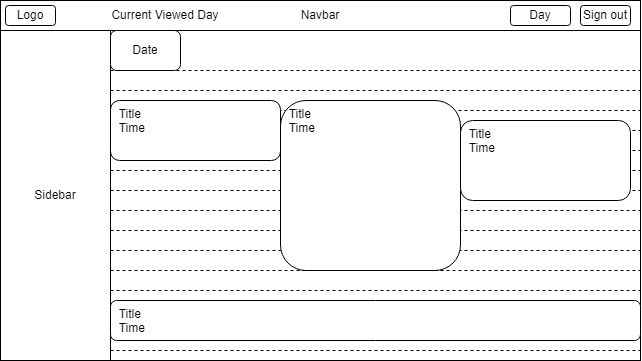 Logo
Current Viewed Day
Navbar
Day
Sign out
Date
Title
Time
Title
Time
Title
Time
Sidebar
Title
Time